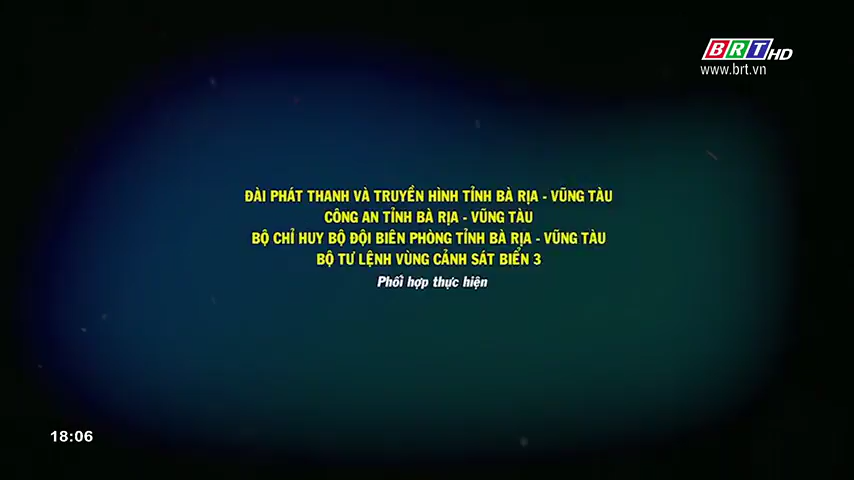 BRT HD
www.brt.vn
ĐÀI PHÁT THANH VÀ TRUYỀN HÌNH TỈNH BÀ RỊA - VŨNG TÀU
CÔNG AN TỈNH BÀ RỊA - VŨNG TÀU
BỘ CHỈ HUY BỘ ĐỘI BIÊN PHÒNG TỈNH BÀ RỊA - VŨNG TÀU
BỘ TƯ LỆNH VÙNG CẢNH SÁT BIỂN 3
Phối hợp thực hiện
18:06